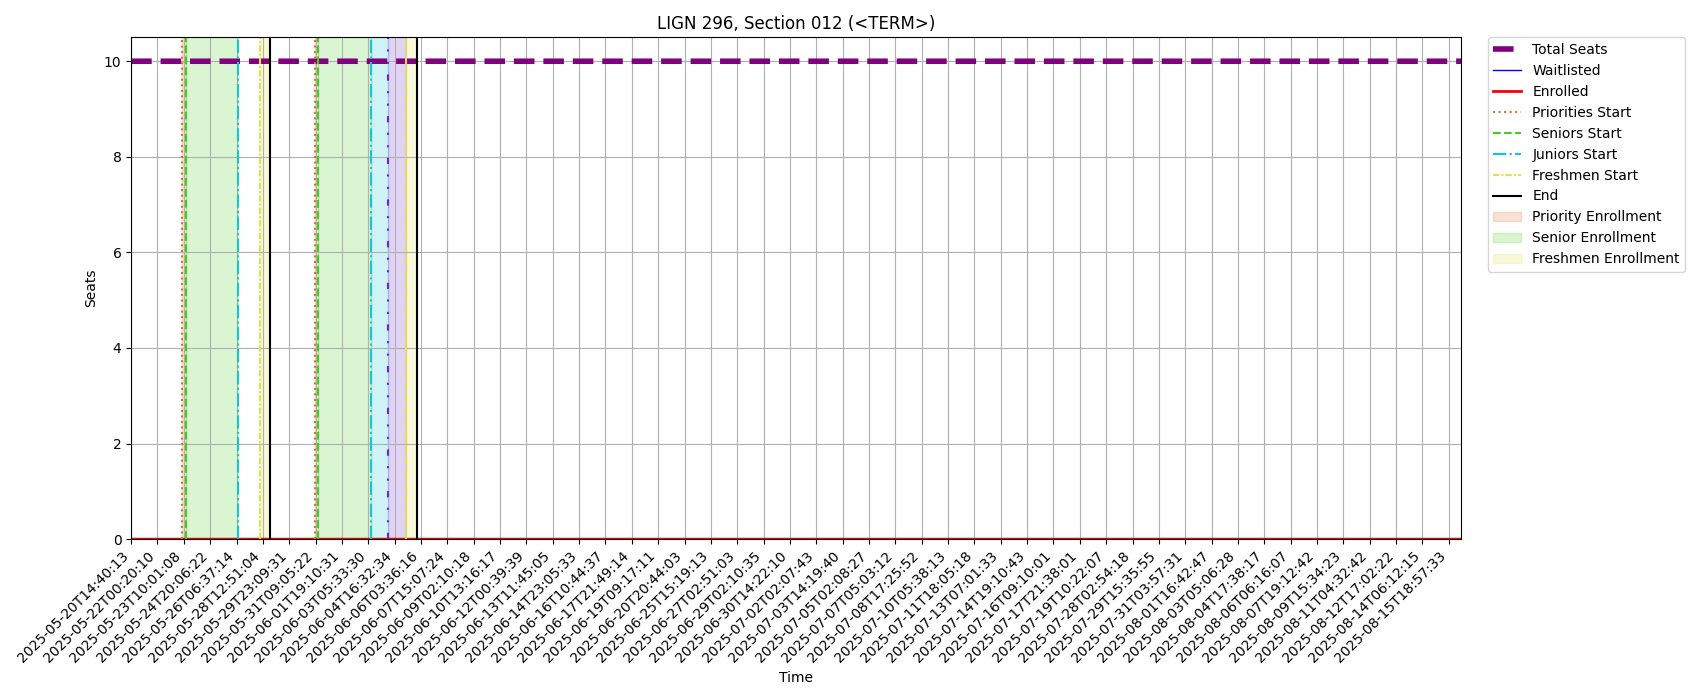 LIGN 296, Section 012 (<TERM>)
Seats
10
8
6
4
2
0
2025-05-20T14:40:13
2025-05-22T00:20:10
2025-05-23T10:01:08
2025-05-24T20:06:22
2025-05-26T06:37:14
2025-05-28T12:51:04
2025-05-29T23:09:31
2025-05-31T09:05:22
2025-06-01T19:10:31
2025-06-03T05:33:30
2025-06-04T16:32:34
2025-06-06T03:36:16
2025-06-07T15:07:24
2025-06-09T02:10:18
2025-06-10T13:16:17
2025-06-12T00:39:39
2025-06-13T11:45:05
2025-06-14T23:05:33
2025-06-16T10:44:37
2025-06-17T21:49:14
2025-06-19T09:17:11
2025-06-20T20:44:03
2025-06-25T15:19:13
2025-06-27T02:51:03
2025-06-29T02:10:35
2025-06-30T14:22:10
2025-07-02T02:07:43
2025-07-03T14:19:40
2025-07-05T02:08:27
2025-07-07T05:03:12
2025-07-08T17:25:52
2025-07-10T05:38:13
2025-07-11T18:05:18
2025-07-13T07:01:33
2025-07-14T19:10:43
2025-07-16T09:10:01
2025-07-17T21:38:01
2025-07-19T10:22:07
2025-07-28T02:54:18
2025-07-29T15:35:55
2025-07-31T03:57:31
2025-08-01T16:42:47
2025-08-03T05:06:28
2025-08-04T17:38:17
2025-08-06T06:16:07
2025-08-07T19:12:42
2025-08-09T15:34:23
2025-08-11T04:32:42
2025-08-12T17:02:22
2025-08-14T06:12:15
2025-08-15T18:57:33
Time
Total Seats
Waitlisted
Enrolled
Priorities Start
Seniors Start
Juniors Start
Freshmen Start
End
Priority Enrollment
Senior Enrollment
Freshmen Enrollment